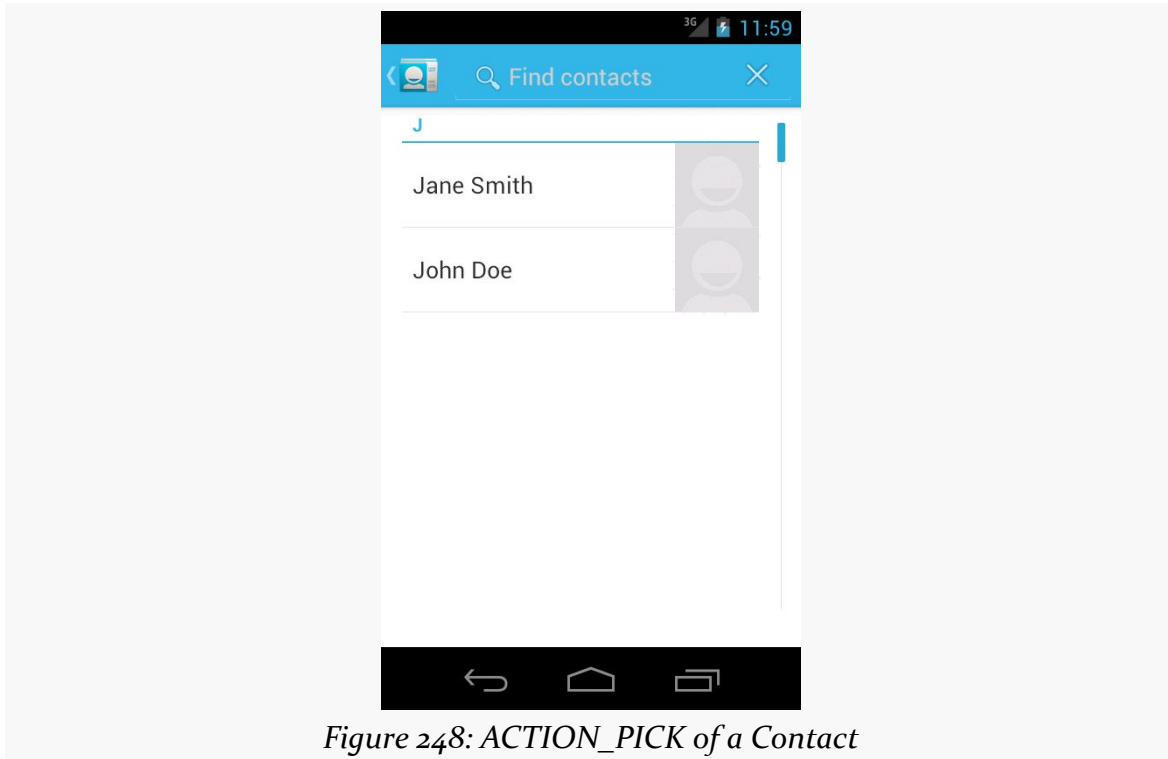 3G 11:59
Find contacts
J
Jane Smith
John Doe
Figure 248: ACTION_PICK of a Contact